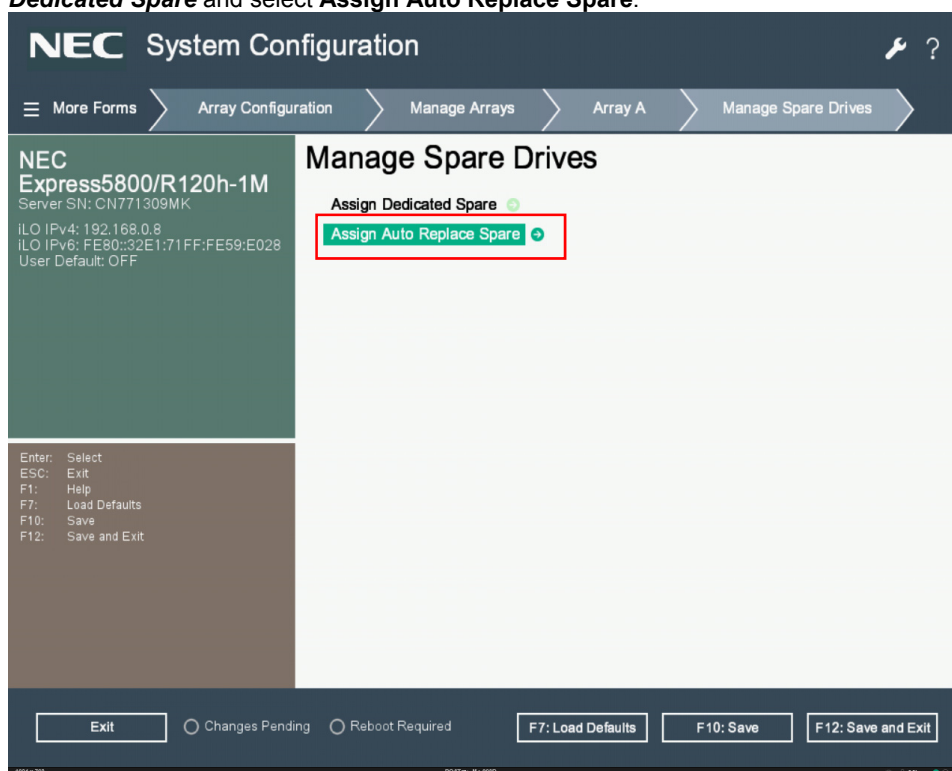 Dedicated Spare and select Assign Auto Replace Spare.
NEC System Configuration ?
More Forms Array Configuration Manage Arrays Array A Manage Spare Drives
NEC
Express5800/R120h-1M
Server SN: CN771309MK
iLO IPv4: 192.168.0.8
iLO IPv6: FE80::32E1:71FF:FE59:E028
User Default: OFF
Manage Spare Drives
Assign Dedicated Spare
Assign Auto Replace Spare
Enter: Select
ESC: Exit
F1: Help
F7: Load Defaults
F10: Save
F12: Save and Exit
Exit Changes Pending Reboot Required F7: Load Defaults F10: Save F12: Save and Exit